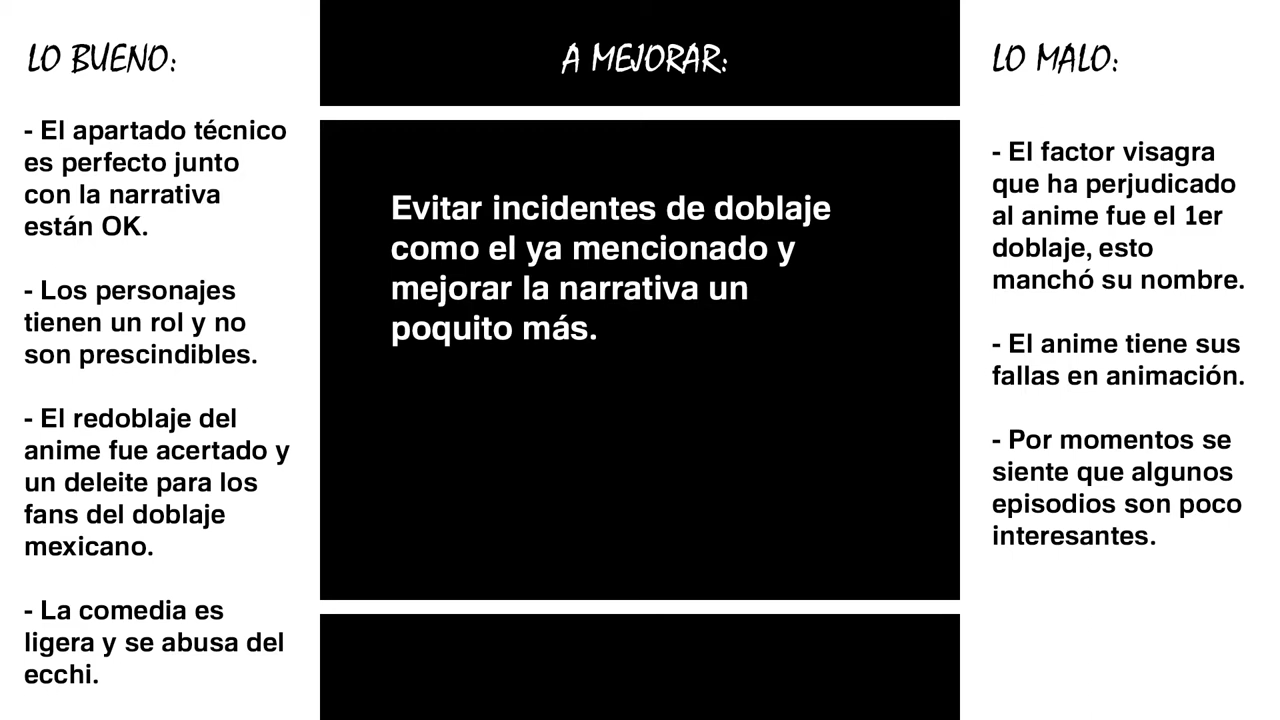 LO BUENO:
- El apartado técnico
es perfecto junto
con la narrativa
están OK.
- Los personajes
tienen un rol y no
son prescindibles.
- El redoblaje del
anime fue acertado y
un deleite para los
fans del doblaje
mexicano.
- La comedia es
ligera y se abusa del
ecchi.
A MEJORAR:
Evitar incidentes de doblaje
como el ya mencionado y
mejorar la narrativa un
poquito más.
LO MALO:
- El factor visagra
que ha perjudicado
al anime fue el 1er
doblaje, esto
manchó su nombre.
- El anime tiene sus
fallas en animación.
- Por momentos se
siente que algunos
episodios son poco
interesantes.